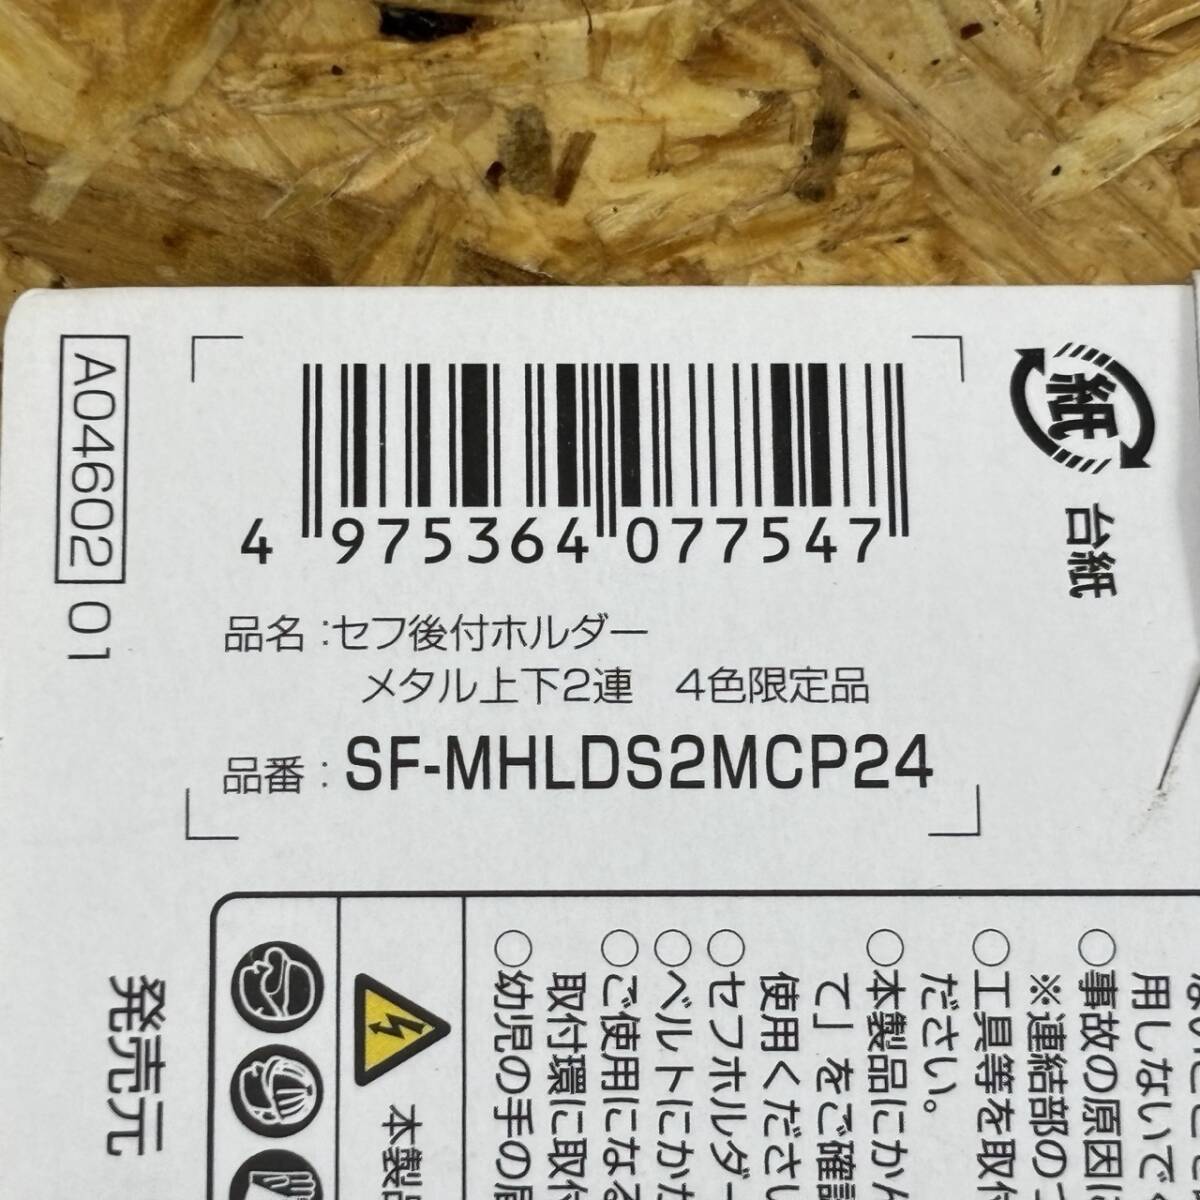 A04602 01
4 975364 077547
紙
台紙
品名：セフ後付ホルダー
メタル上下2連　4色限定品
品番：SF-MHLDS2MCP24
発売元
本製品
用しないで
○事故の原因に
※連結部の
○工具等を取付
ださい。
○本製品にかん
て」をご確認
使用ください
○セフホルダー
○ベルトにかか
○ご使用になる
取付環に取付
○幼児の手の届